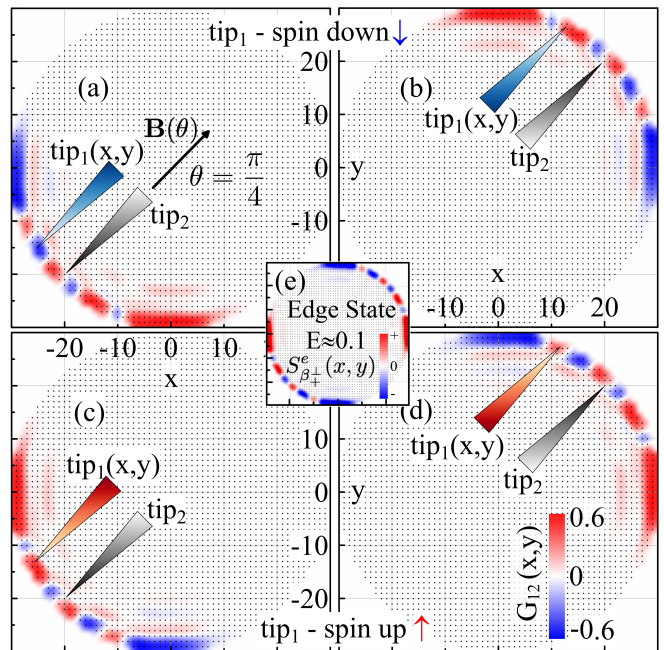 tip₁ - spin down ↓
(a)
B(θ)
θ = π/4
tip₁(x,y)
tip₂
(b)
tip₁(x,y)
tip₂
20
10
0
-10
-20
y
x
-10 0 10 20
(e)
Edge State
E≈0.1
S^e_{β_+^⊥}(x,y)
+
0
-
-20 -10 0 10
x
(c)
tip₁(x,y)
tip₂
(d)
tip₁(x,y)
tip₂
10
0
-10
-20
y
G₁₂(x,y)
0.6
0
-0.6
tip₁ - spin up ↑